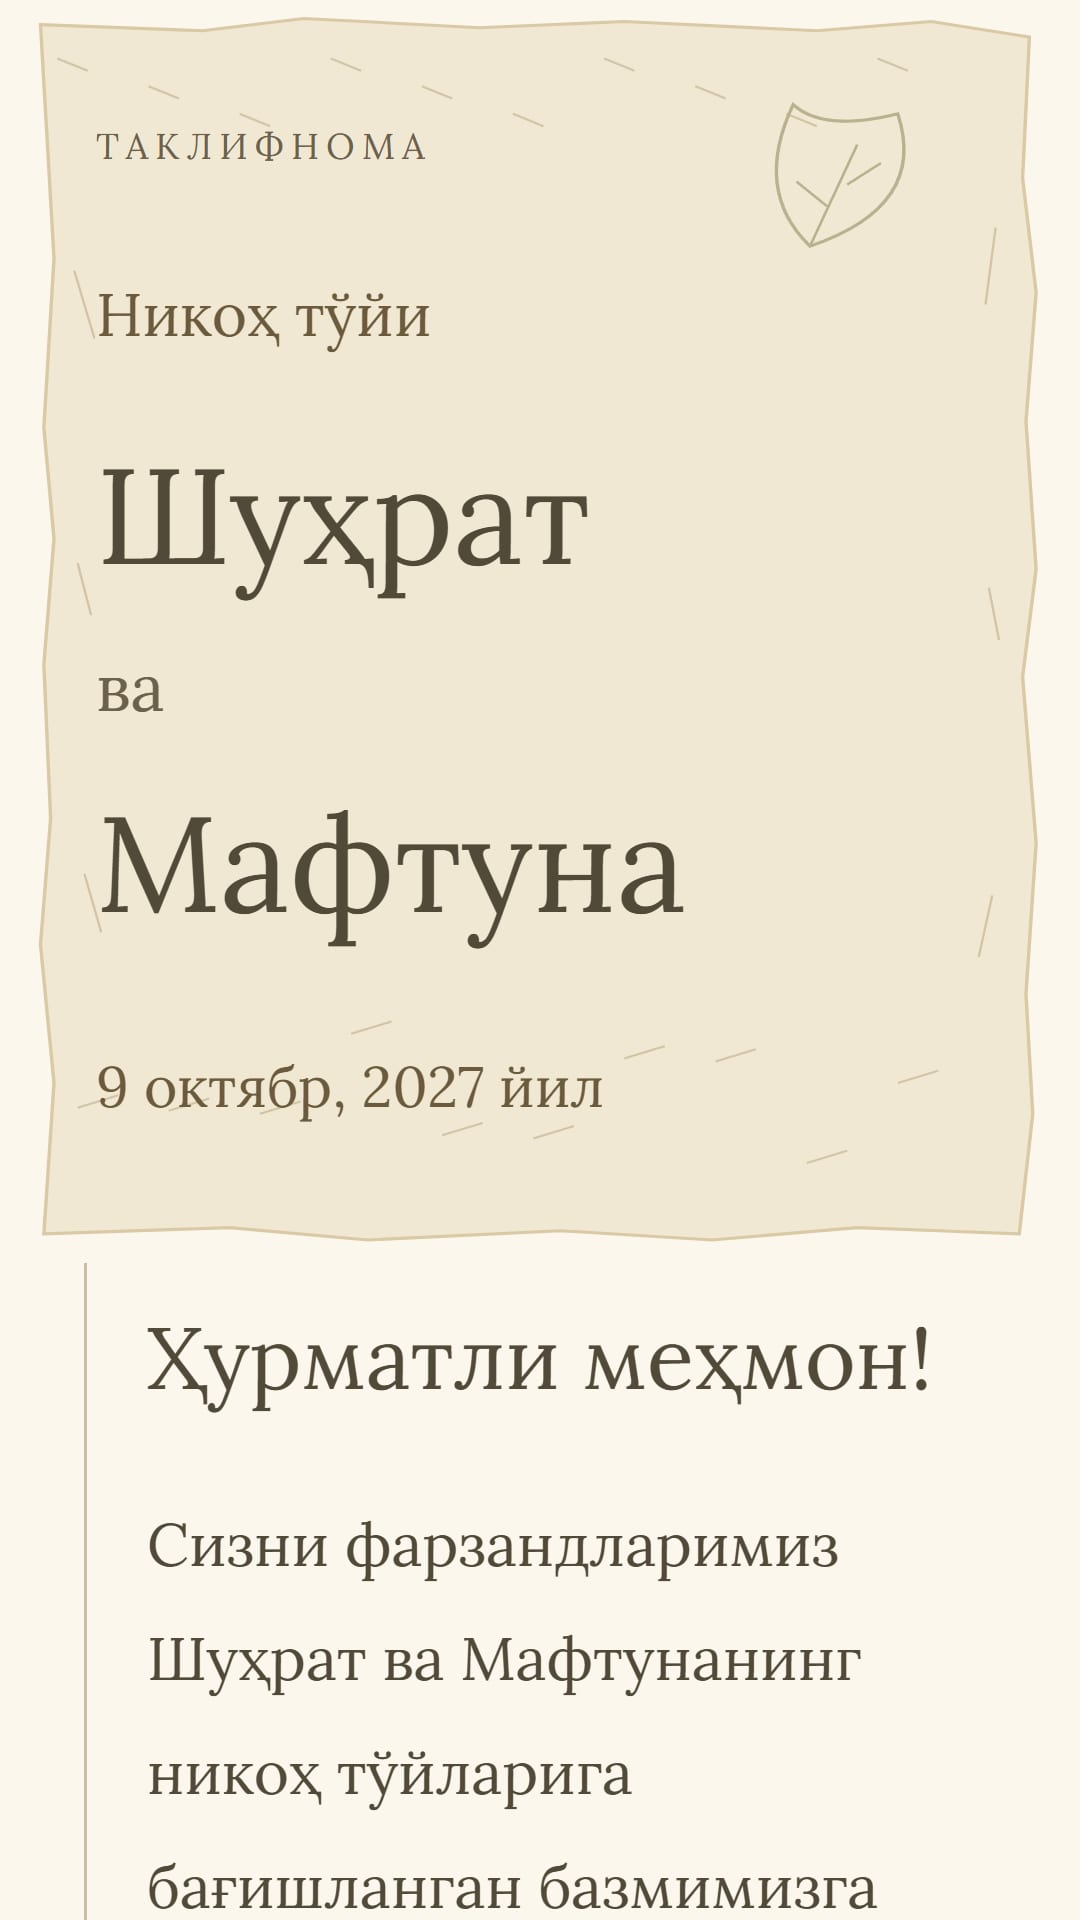 ТАКЛИФНОМА
Никоҳ тўйи
Шуҳрат
ва
Мафтуна
9 октябр, 2027 йил
Ҳурматли меҳмон!
Сизни фарзандларимиз
Шуҳрат ва Мафтунанинг
никоҳ тўйларига
бағишланган базмимизга